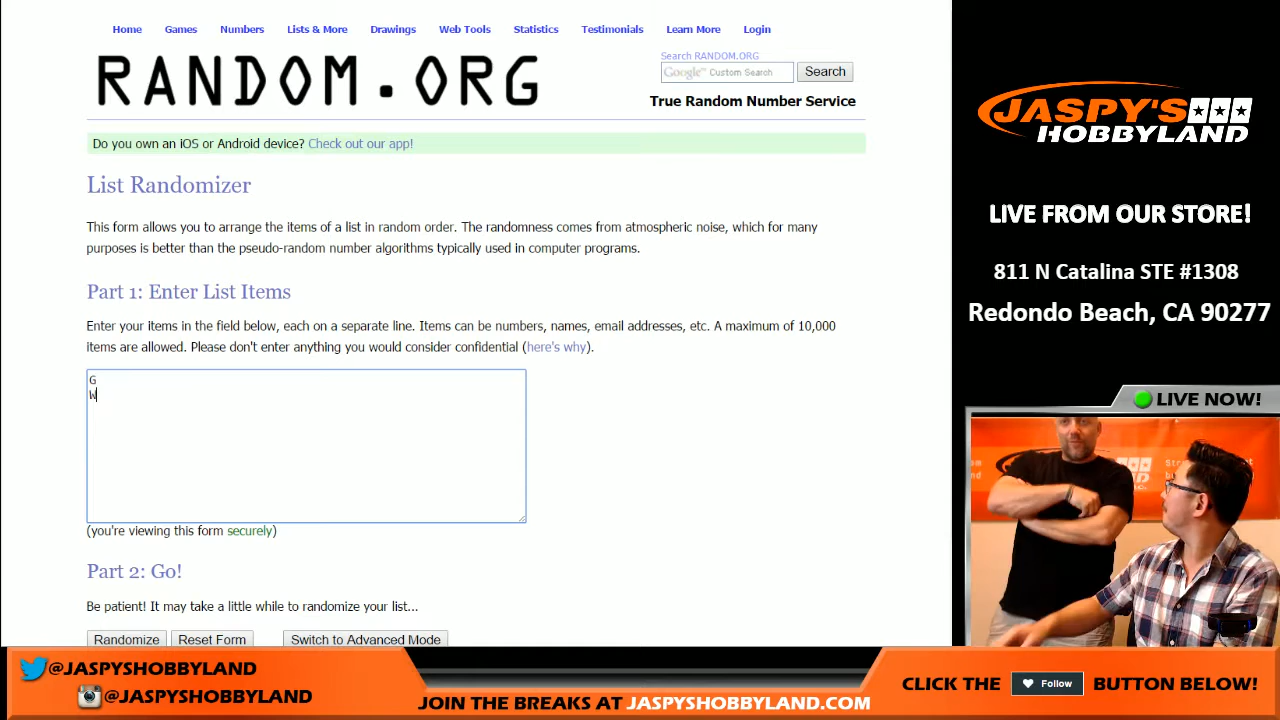 Home Games Numbers Lists & More Drawings Web Tools Statistics Testimonials Learn More Login
RANDOM.ORG
Search RANDOM.ORG
Google™ Custom Search Search
True Random Number Service
Do you own an iOS or Android device? Check out our app!
List Randomizer
This form allows you to arrange the items of a list in random order. The randomness comes from atmospheric noise, which for many
purposes is better than the pseudo-random number algorithms typically used in computer programs.
Part 1: Enter List Items
Enter your items in the field below, each on a separate line. Items can be numbers, names, email addresses, etc. A maximum of 10,000
items are allowed. Please don't enter anything you would consider confidential (here's why).
G
W
(you're viewing this form securely)
Part 2: Go!
Be patient! It may take a little while to randomize your list...
Randomize Reset Form Switch to Advanced Mode
JASPY'S
HOBBYLAND
LIVE FROM OUR STORE!
811 N Catalina STE #1308
Redondo Beach, CA 90277
LIVE NOW!
@JASPYSHOBBYLAND
@JASPYSHOBBYLAND
JOIN THE BREAKS AT JASPYSHOBBYLAND.COM
CLICK THE Follow BUTTON BELOW!